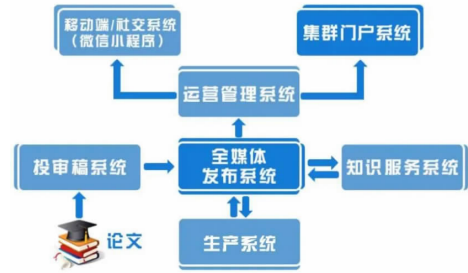 移动端/社交系统
（微信小程序）
集群门户系统
运营管理系统
投审稿系统
全媒体
发布系统
知识服务系统
论文
生产系统